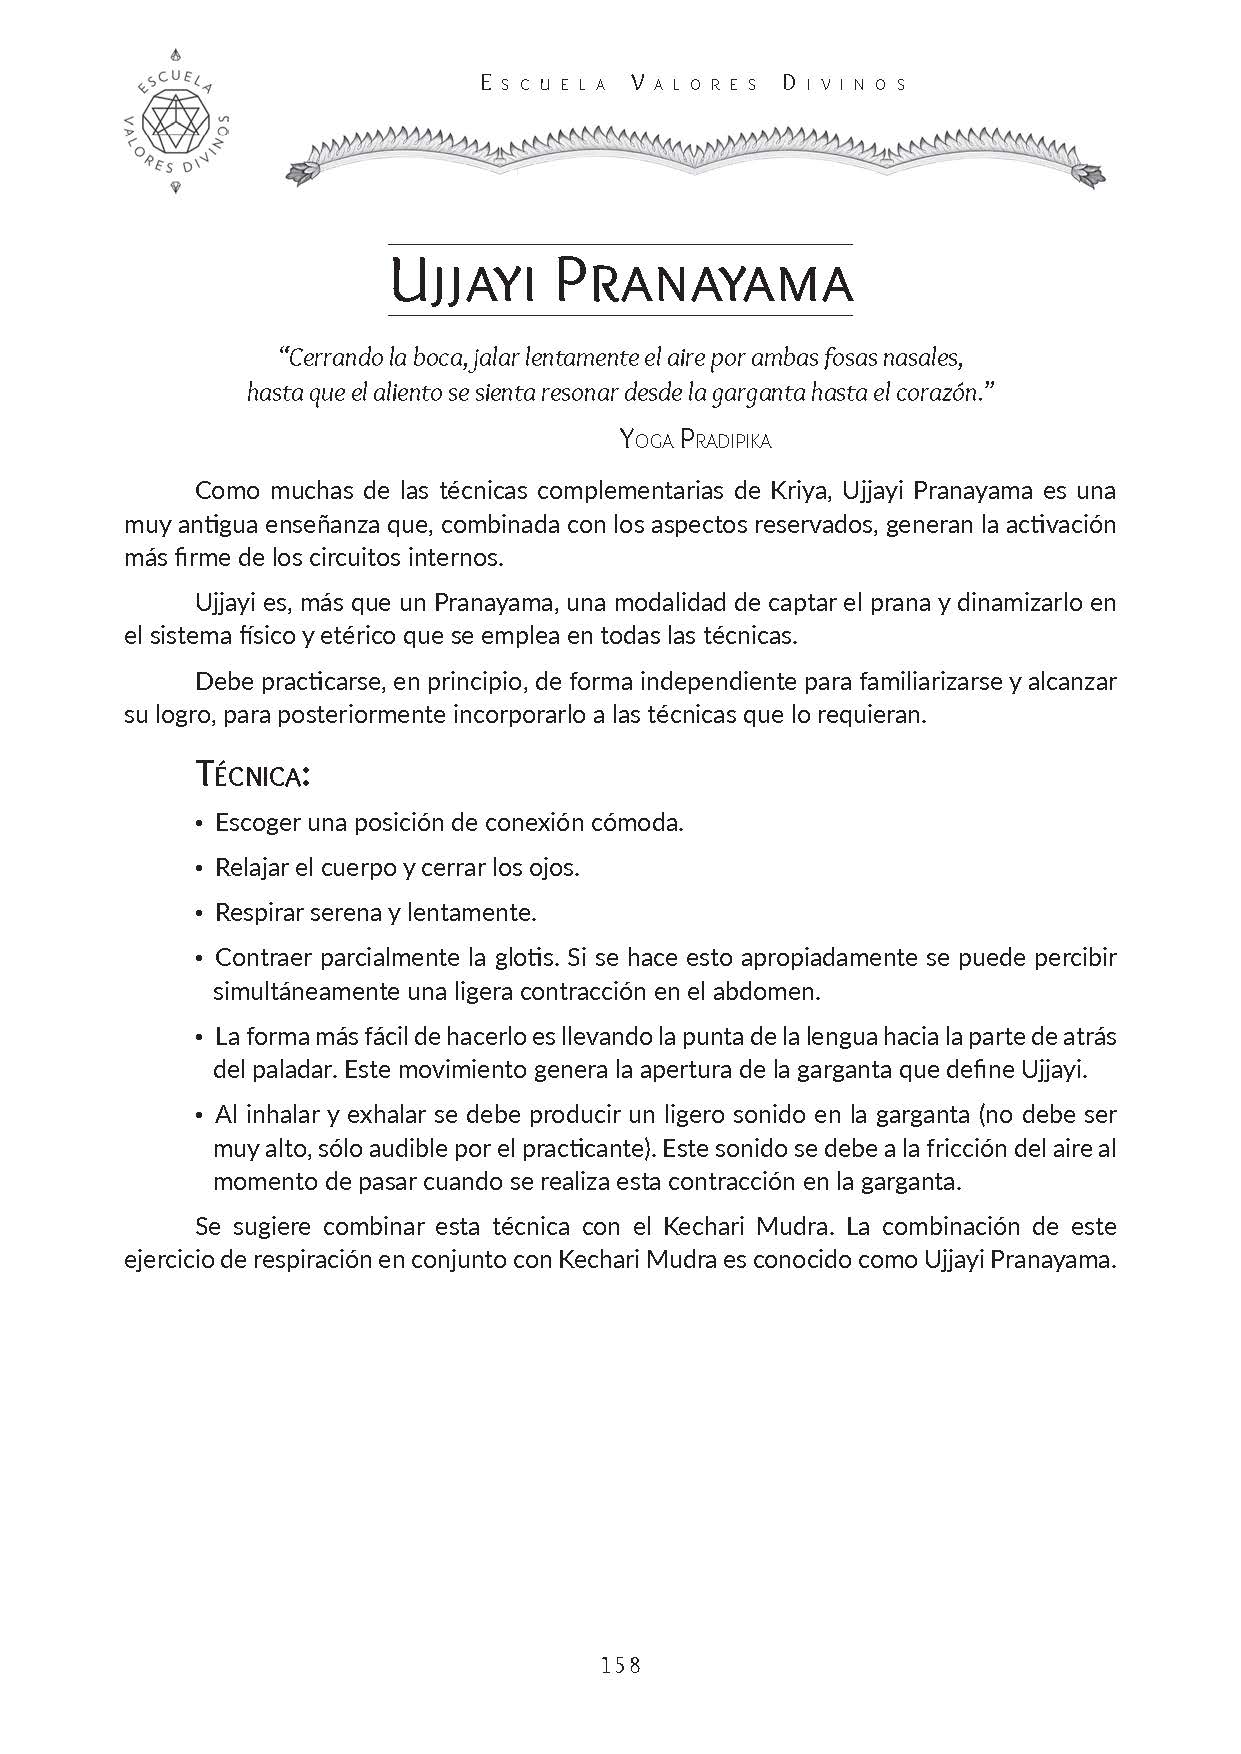 ESCUELA VALORES DIVINOS
ESCUELA VALORES DIVINOS
UJJAYI PRANAYAMA
“Cerrando la boca, jalar lentamente el aire por ambas fosas nasales,
hasta que el aliento se sienta resonar desde la garganta hasta el corazón.”
YOGA PRADIPIKA
Como muchas de las técnicas complementarias de Kriya, Ujjayi Pranayama es una
muy antigua enseñanza que, combinada con los aspectos reservados, generan la activación
más firme de los circuitos internos.
Ujjayi es, más que un Pranayama, una modalidad de captar el prana y dinamizarlo en
el sistema físico y etérico que se emplea en todas las técnicas.
Debe practicarse, en principio, de forma independiente para familiarizarse y alcanzar
su logro, para posteriormente incorporarlo a las técnicas que lo requieran.
TÉCNICA:
• Escoger una posición de conexión cómoda.
• Relajar el cuerpo y cerrar los ojos.
• Respirar serena y lentamente.
• Contraer parcialmente la glotis. Si se hace esto apropiadamente se puede percibir
simultáneamente una ligera contracción en el abdomen.
• La forma más fácil de hacerlo es llevando la punta de la lengua hacia la parte de atrás
del paladar. Este movimiento genera la apertura de la garganta que define Ujjayi.
• Al inhalar y exhalar se debe producir un ligero sonido en la garganta (no debe ser
muy alto, sólo audible por el practicante). Este sonido se debe a la fricción del aire al
momento de pasar cuando se realiza esta contracción en la garganta.
Se sugiere combinar esta técnica con el Kechari Mudra. La combinación de este
ejercicio de respiración en conjunto con Kechari Mudra es conocido como Ujjayi Pranayama.
158